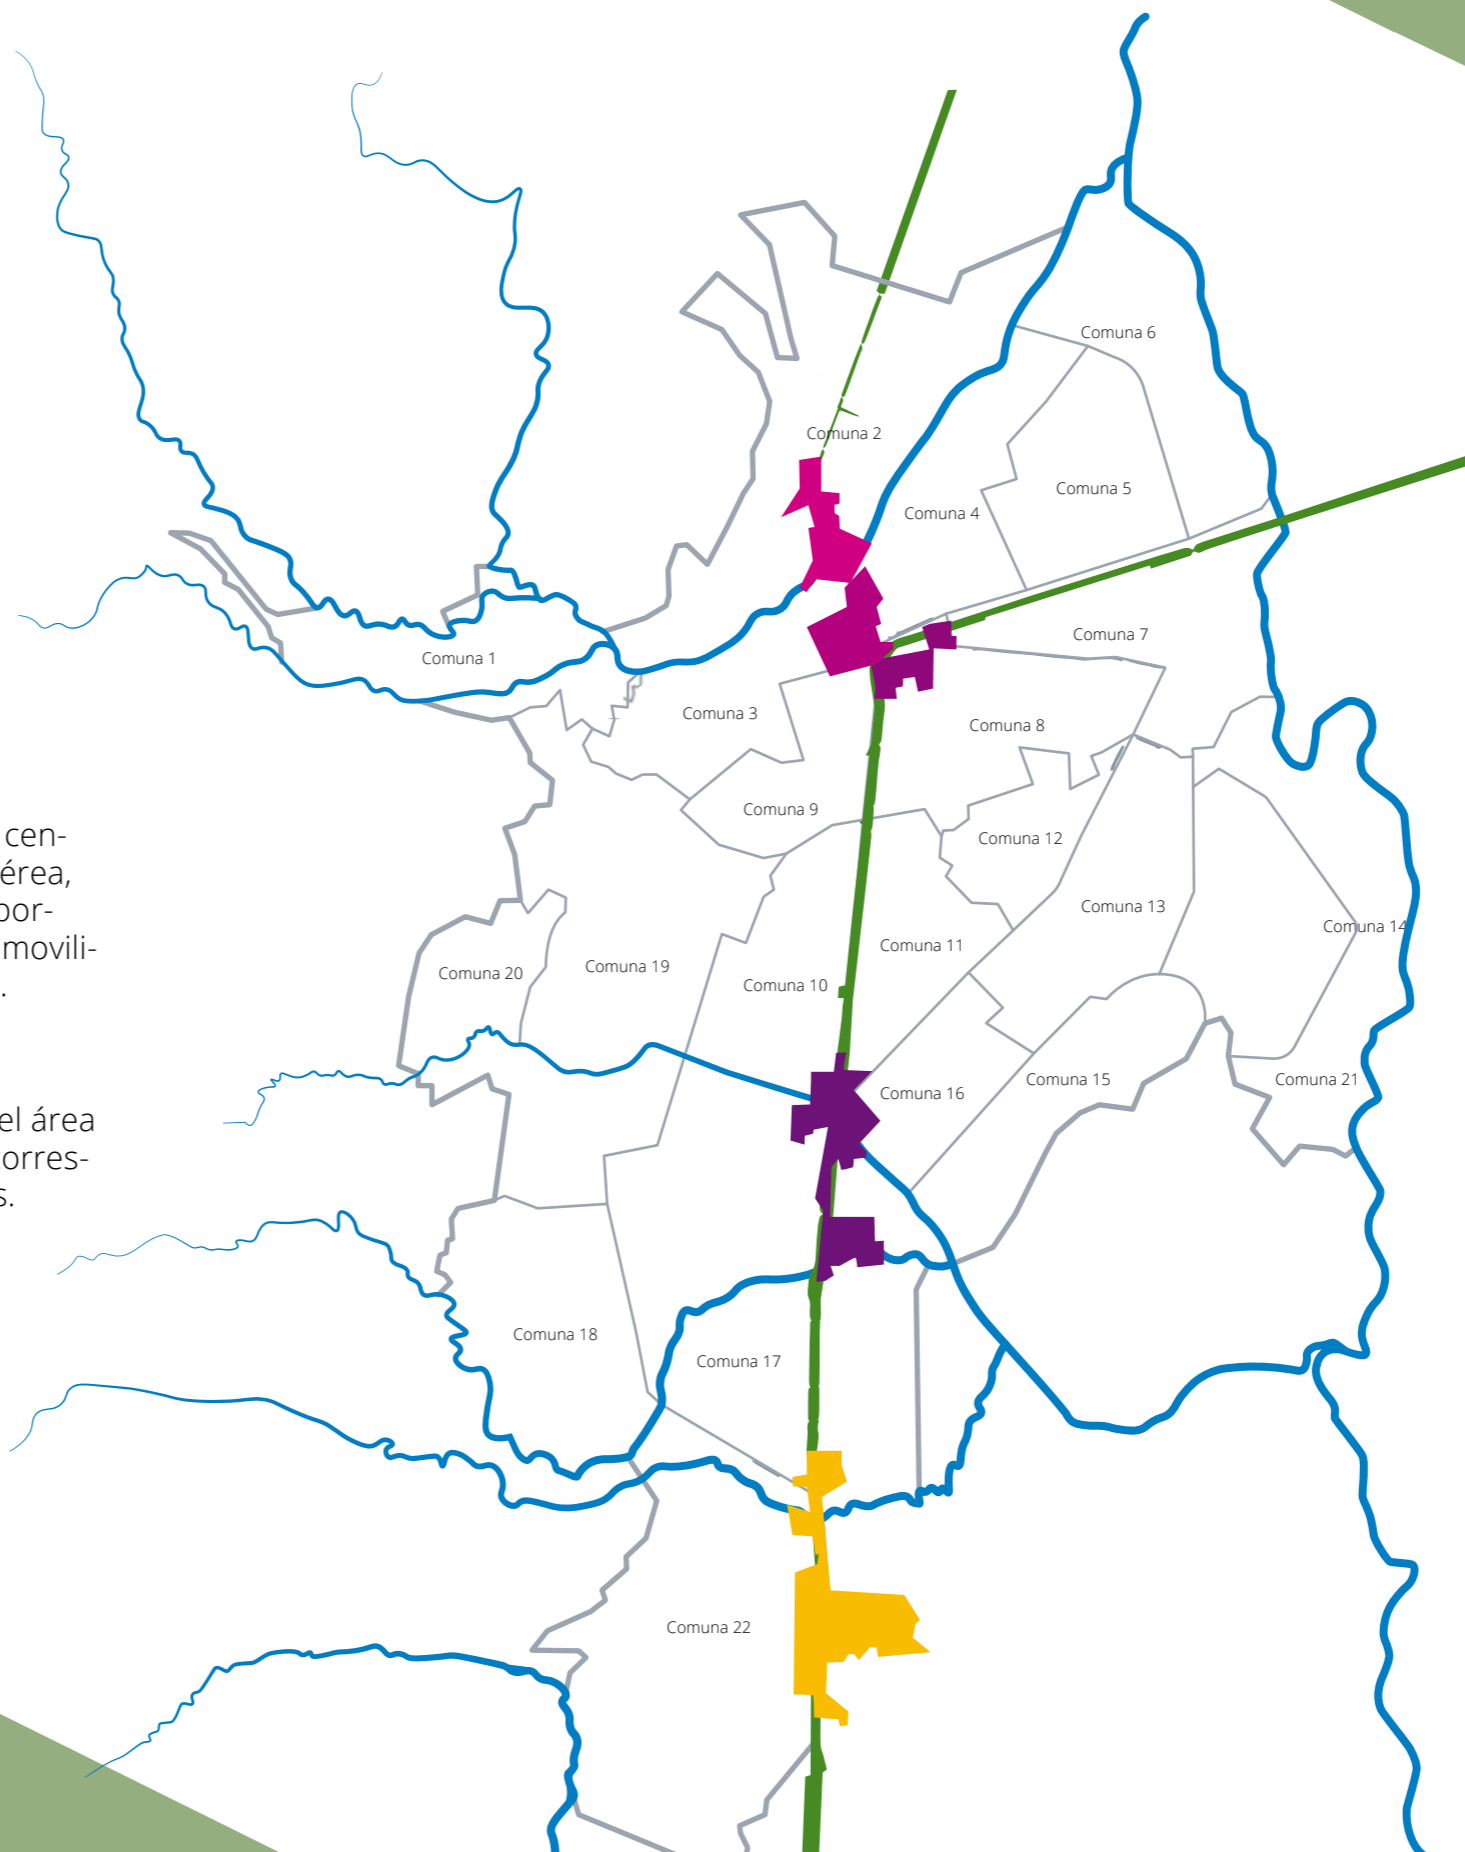 Comuna 6
Comuna 2
Comuna 5
Comuna 4
Comuna 7
Comuna 1
Comuna 3
Comuna 8
Comuna 9
Comuna 12
Comuna 13
Comuna 14
Comuna 11
Comuna 19
Comuna 20
Comuna 10
Comuna 15
Comuna 21
Comuna 16
Comuna 18
Comuna 17
Comuna 22
cen-
érea,
por-
movili-
.
el área
corres-
s.